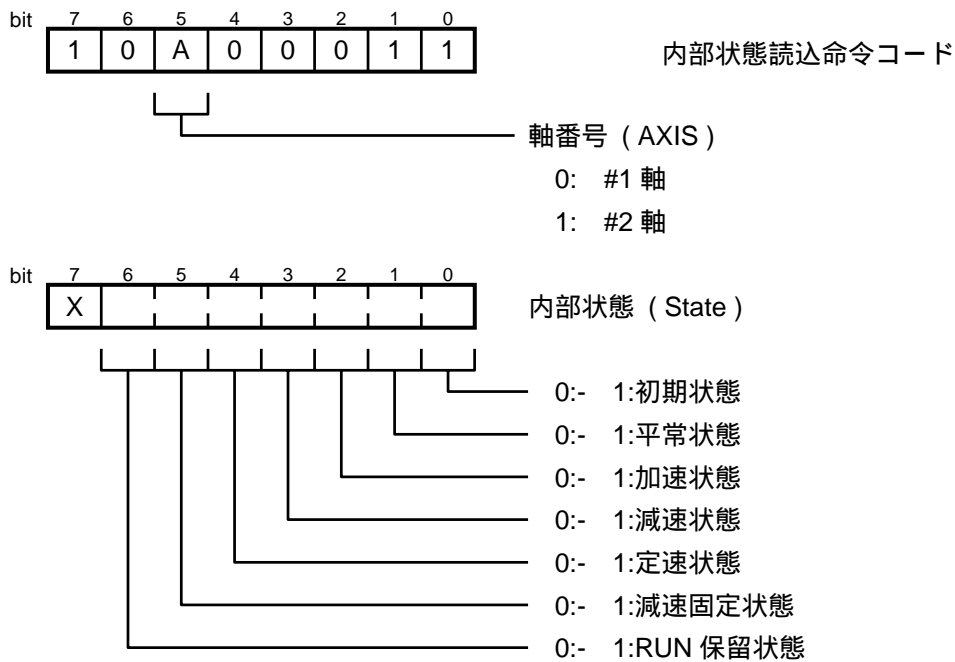 bit 7 6 5 4 3 2 1 0
1 0 A 0 0 0 1 1 内部状態読込命令コード
軸番号 ( AXIS )
0: #1 軸
1: #2 軸
bit 7 6 5 4 3 2 1 0
X 内部状態 ( State )
0:- 1:初期状態
0:- 1:平常状態
0:- 1:加速状態
0:- 1:減速状態
0:- 1:定速状態
0:- 1:減速固定状態
0:- 1:RUN 保留状態